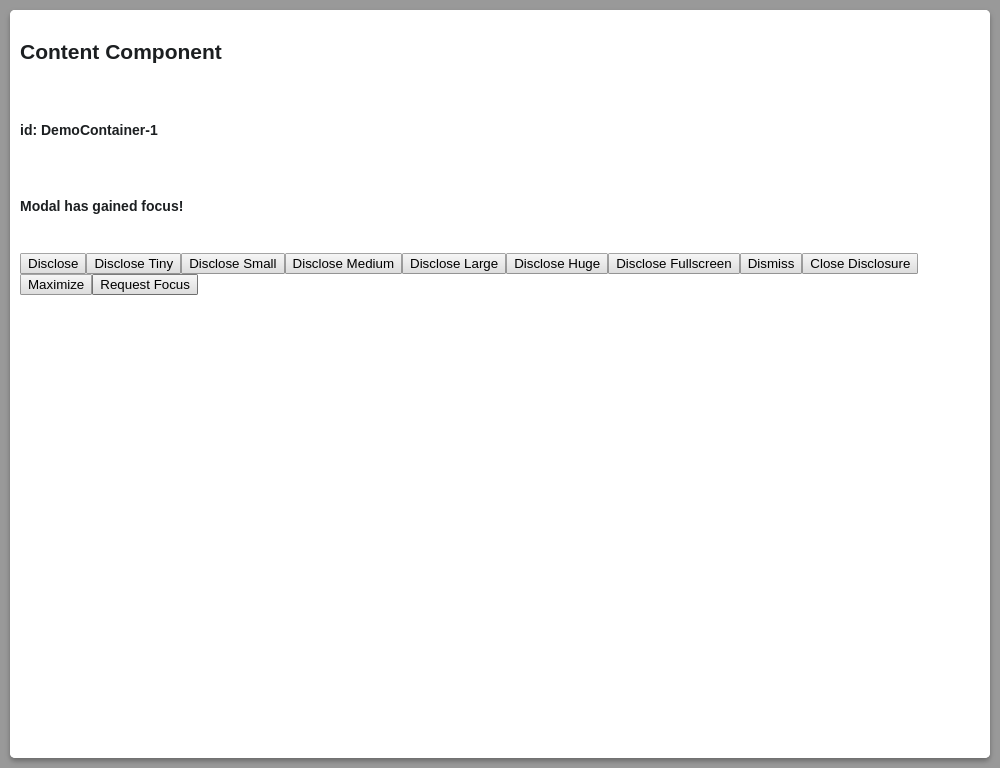 Content Component
id: DemoContainer-1
Modal has gained focus!
Disclose Disclose Tiny Disclose Small Disclose Medium Disclose Large Disclose Huge Disclose Fullscreen Dismiss Close Disclosure
Maximize Request Focus